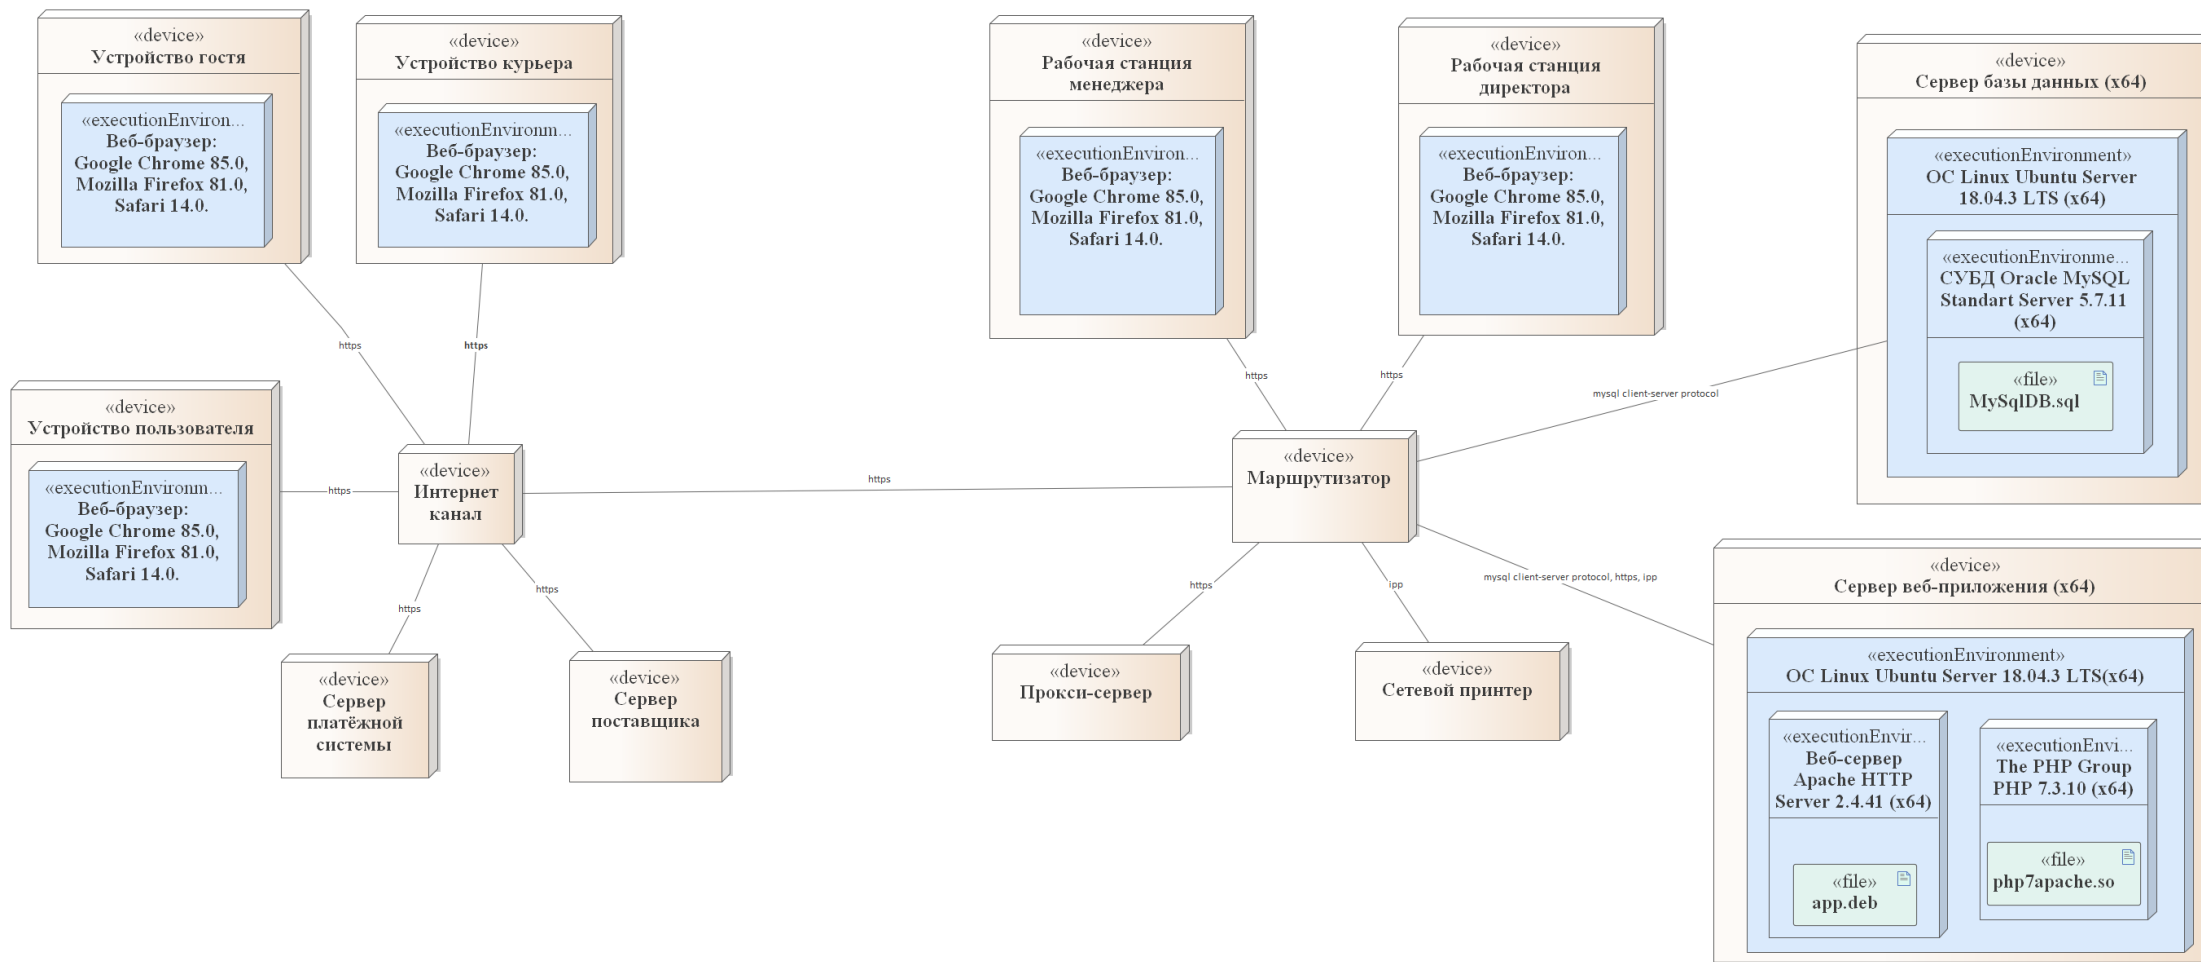 «device»
Устройство гостя
«executionEnviron...
Веб-браузер:
Google Chrome 85.0,
Mozilla Firefox 81.0,
Safari 14.0.
«device»
Устройство курьера
«executionEnvironm...
Веб-браузер:
Google Chrome 85.0,
Mozilla Firefox 81.0,
Safari 14.0.
«device»
Рабочая станция
менеджера
«executionEnviron...
Веб-браузер:
Google Chrome 85.0,
Mozilla Firefox 81.0,
Safari 14.0.
«device»
Рабочая станция
директора
«executionEnviron...
Веб-браузер:
Google Chrome 85.0,
Mozilla Firefox 81.0,
Safari 14.0.
«device»
Сервер базы данных (x64)
«executionEnvironment»
ОС Linux Ubuntu Server
18.04.3 LTS (x64)
«executionEnvironme...
СУБД Oracle MySQL
Standart Server 5.7.11
(x64)
«file»
MySqlDB.sql
https
https
https
https
mysql client-server protocol
«device»
Устройство пользователя
«executionEnvironm...
Веб-браузер:
Google Chrome 85.0,
Mozilla Firefox 81.0,
Safari 14.0.
https
«device»
Интернет
канал
https
«device»
Маршрутизатор
https
https
https
ipp
mysql client-server protocol, https, ipp
«device»
Сервер
платёжной
системы
«device»
Сервер
поставщика
«device»
Прокси-сервер
«device»
Сетевой принтер
«device»
Сервер веб-приложения (x64)
«executionEnvironment»
ОС Linux Ubuntu Server 18.04.3 LTS(x64)
«executionEnvir...
Веб-сервер
Apache HTTP
Server 2.4.41 (x64)
«file»
app.deb
«executionEnvi...
The PHP Group
PHP 7.3.10 (x64)
«file»
php7apache.so